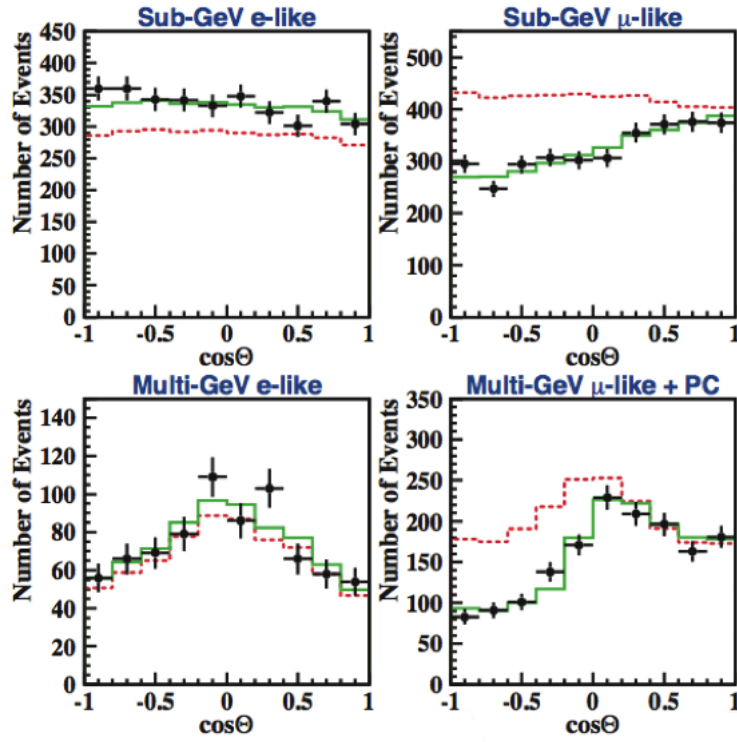 Sub-GeV e-like
Number of Events
450
400
350
300
250
200
150
100
50
0
-1 -0.5 0 0.5 1
cosΘ
Sub-GeV μ-like
Number of Events
500
400
300
200
100
0
-1 -0.5 0 0.5 1
cosΘ
Multi-GeV e-like
Number of Events
140
120
100
80
60
40
20
0
-1 -0.5 0 0.5 1
cosΘ
Multi-GeV μ-like + PC
Number of Events
350
300
250
200
150
100
50
0
-1 -0.5 0 0.5 1
cosΘ